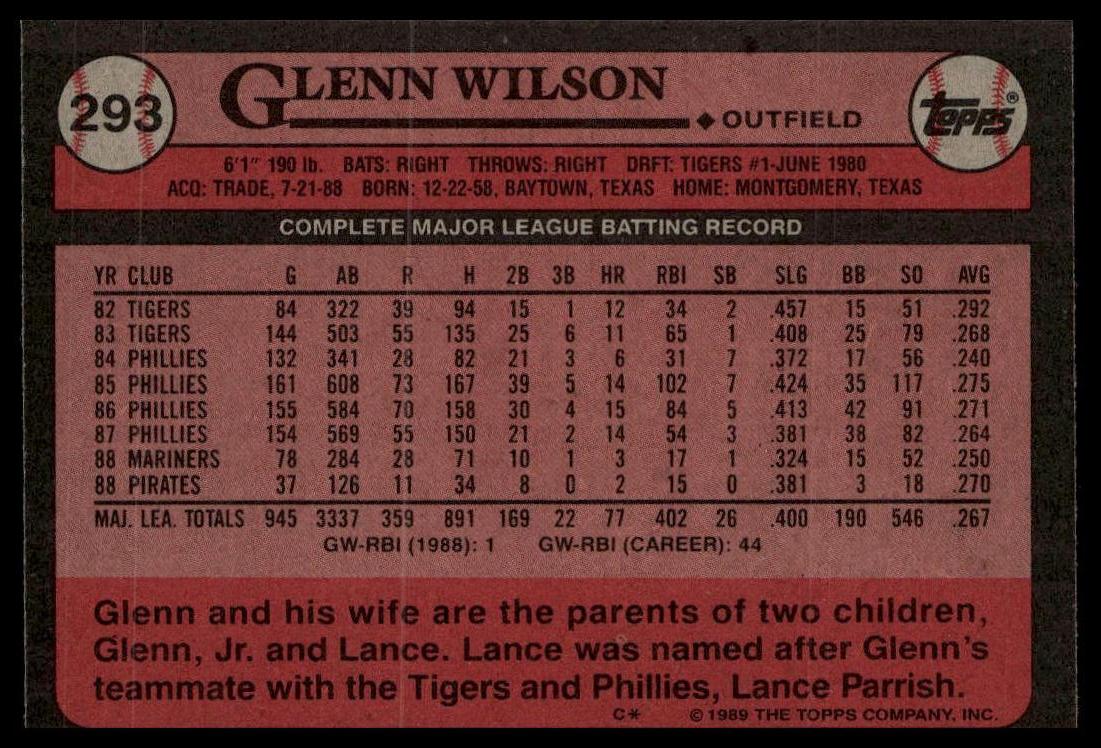 293 GLENN WILSON ◆ OUTFIELD TOPPS®
6'1" 190 lb. BATS: RIGHT THROWS: RIGHT DRFT: TIGERS #1-JUNE 1980
ACQ: TRADE, 7-21-88 BORN: 12-22-58, BAYTOWN, TEXAS HOME: MONTGOMERY, TEXAS
COMPLETE MAJOR LEAGUE BATTING RECORD
YR CLUB G AB R H 2B 3B HR RBI SB SLG BB SO AVG
82 TIGERS 84 322 39 94 15 1 12 34 2 .457 15 51 .292
83 TIGERS 144 503 55 135 25 6 11 65 1 .408 25 79 .268
84 PHILLIES 132 341 28 82 21 3 6 31 7 .372 17 56 .240
85 PHILLIES 161 608 73 167 39 5 14 102 7 .424 35 117 .275
86 PHILLIES 155 584 70 158 30 4 15 84 5 .413 42 91 .271
87 PHILLIES 154 569 55 150 21 2 14 54 3 .381 38 82 .264
88 MARINERS 78 284 28 71 10 1 3 17 1 .324 15 52 .250
88 PIRATES 37 126 11 34 8 0 2 15 0 .381 3 18 .270
MAJ. LEA. TOTALS 945 3337 359 891 169 22 77 402 26 .400 190 546 .267
GW-RBI (1988): 1 GW-RBI (CAREER): 44
Glenn and his wife are the parents of two children,
Glenn, Jr. and Lance. Lance was named after Glenn's
teammate with the Tigers and Phillies, Lance Parrish.
C* © 1989 THE TOPPS COMPANY, INC.